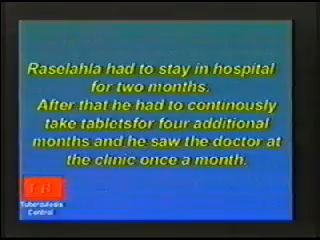 Raselahla had to stay in hospital
for two months.
After that he had to continously
take tabletsfor four additional
months and he saw the doctor at
the clinic once a month.
TB
Tuberculosis
Control